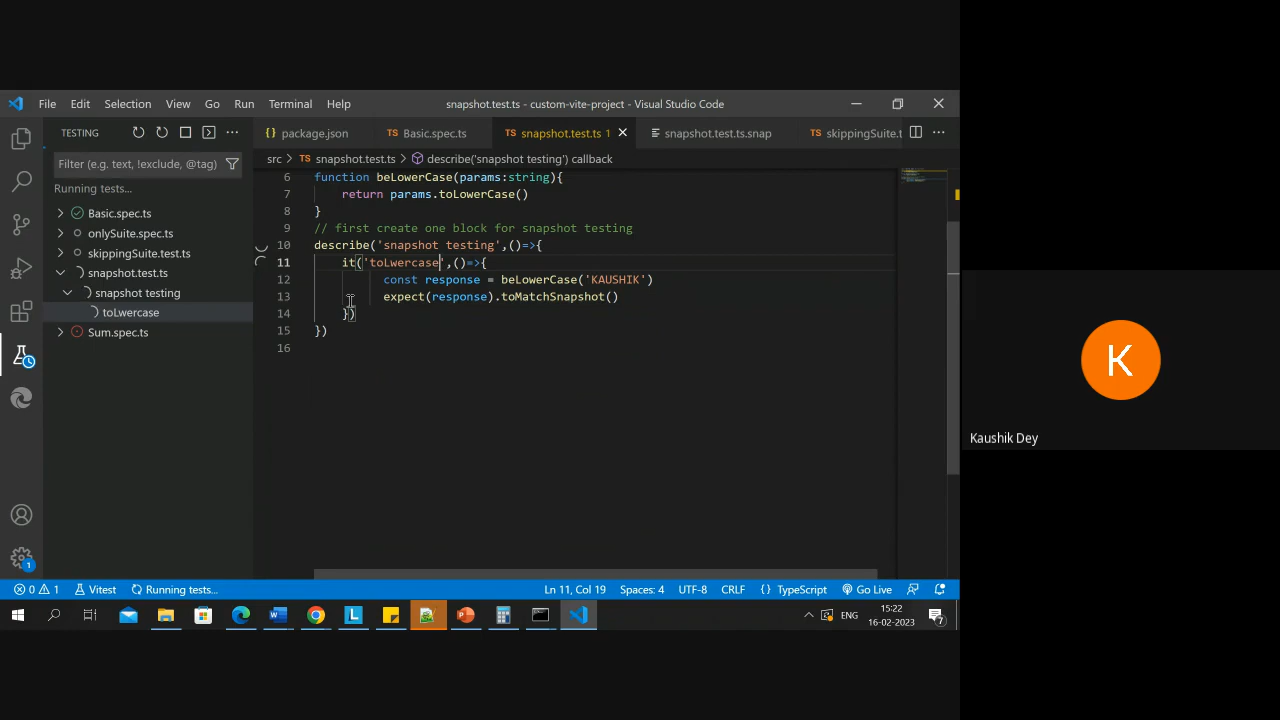 File Edit Selection View Go Run Terminal Help
snapshot.test.ts - custom-vite-project - Visual Studio Code
TESTING
package.json
TS Basic.spec.ts
TS snapshot.test.ts 1
snapshot.test.ts.snap
TS skippingSuite.t
Filter (e.g. text, !exclude, @tag)
src > TS snapshot.test.ts > describe('snapshot testing') callback
Running tests...
Basic.spec.ts
onlySuite.spec.ts
skippingSuite.test.ts
snapshot.test.ts
snapshot testing
toLwercase
Sum.spec.ts
6 function beLowerCase(params:string){
7 return params.toLowerCase()
8 }
9 // first create one block for snapshot testing
10 describe('snapshot testing',()=>{
11 it('toLwercase',()=>{
12 const response = beLowerCase('KAUSHIK')
13 expect(response).toMatchSnapshot()
14 })
15 })
16
K
Kaushik Dey
1
0 1 Vitest Running tests... Ln 11, Col 19 Spaces: 4 UTF-8 CRLF {} TypeScript Go Live
L
ENG
15:22
16-02-2023
7